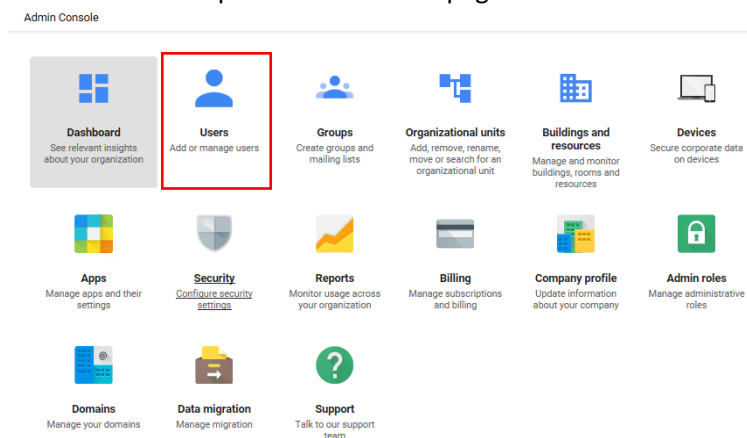 Admin Console
Dashboard
See relevant insights
about your organization
Users
Add or manage users
Groups
Create groups and
mailing lists
Organizational units
Add, remove, rename,
move or search for an
organizational unit
Buildings and
resources
Manage and monitor
buildings, rooms and
resources
Devices
Secure corporate data
on devices
Apps
Manage apps and their
settings
Security
Configure security
settings
Reports
Monitor usage across
your organization
Billing
Manage subscriptions
and billing
Company profile
Update information
about your company
Admin roles
Manage administrative
roles
Domains
Manage your domains
Data migration
Manage migration
Support
Talk to our support
team